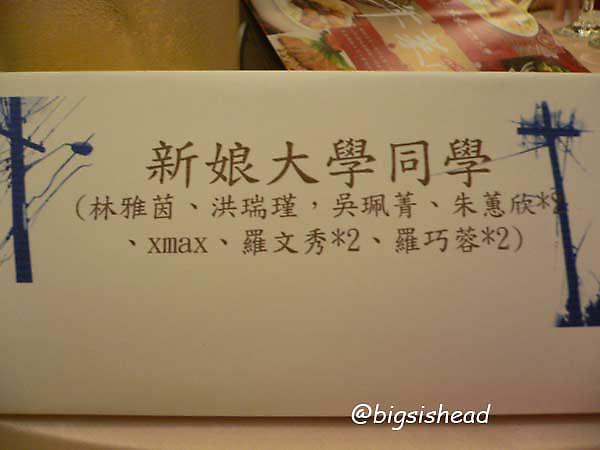 新娘大學同學
(林雅茵、洪瑞瑾，吳珮菁、朱蕙欣*2
、xmax、羅文秀*2、羅巧蓉*2)
@bigsishead